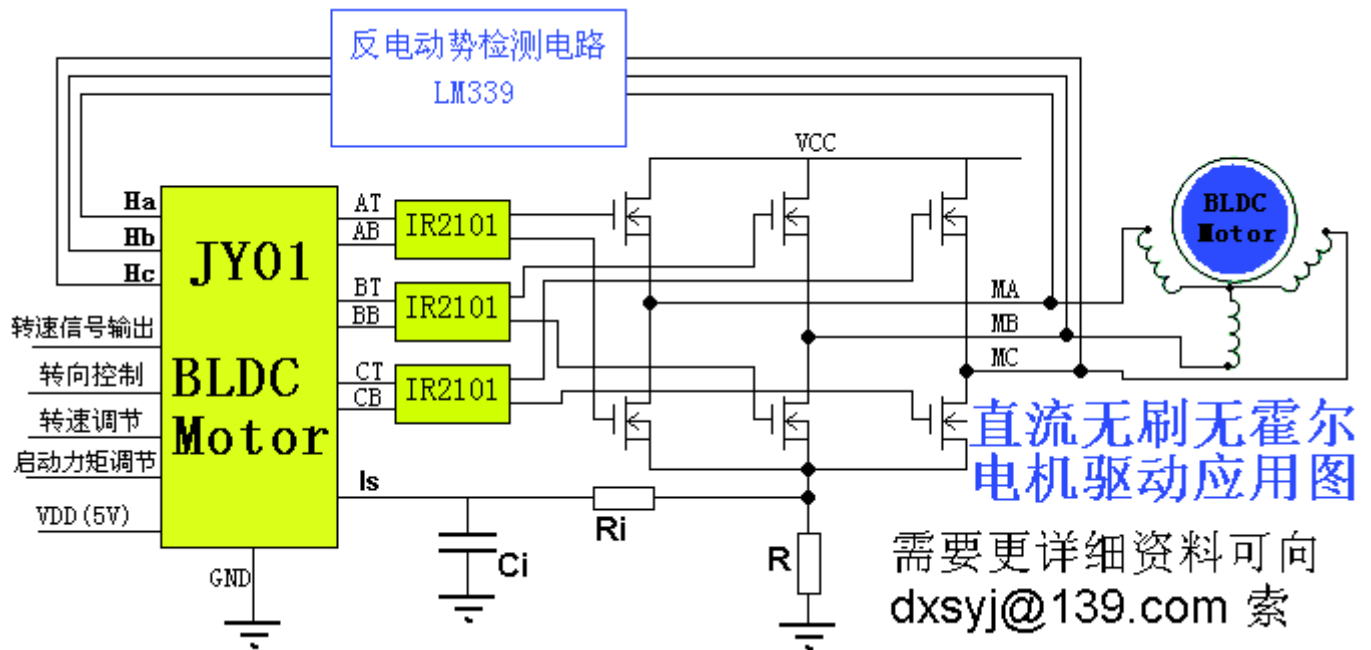 反电动势检测电路
LM339
VCC
Ha
Hb
Hc
JY01
BLDC
Motor
AT
AB
IR2101
BT
BB
IR2101
CT
CB
IR2101
BLDC
Motor
MA
MB
MC
转速信号输出
转向控制
转速调节
启动力矩调节
VDD(5V)
GND
Is
Ri
Ci
R
直流无刷无霍尔
电机驱动应用图
需要更详细资料可向
dxsyj@139.com 索